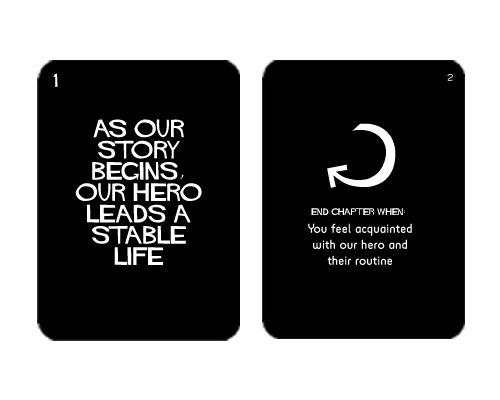 1
AS OUR
STORY
BEGINS,
OUR HERO
LEADS A
STABLE
LIFE
2
END CHAPTER WHEN:
You feel acquainted
with our hero and
their routine